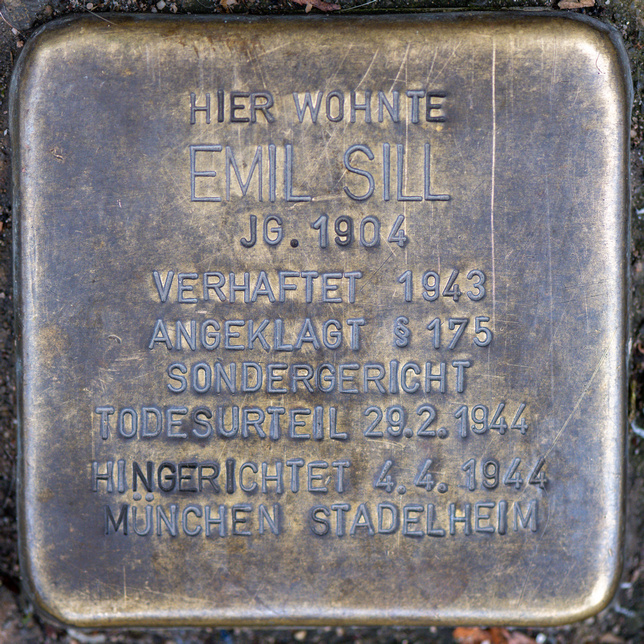 HIER WOHNTE
EMIL SILL
JG. 1904
VERHAFTET 1943
ANGEKLAGT § 175
SONDERGERICHT
TODESURTEIL 29.2.1944
HINGERICHTET 4.4.1944
MÜNCHEN STADELHEIM